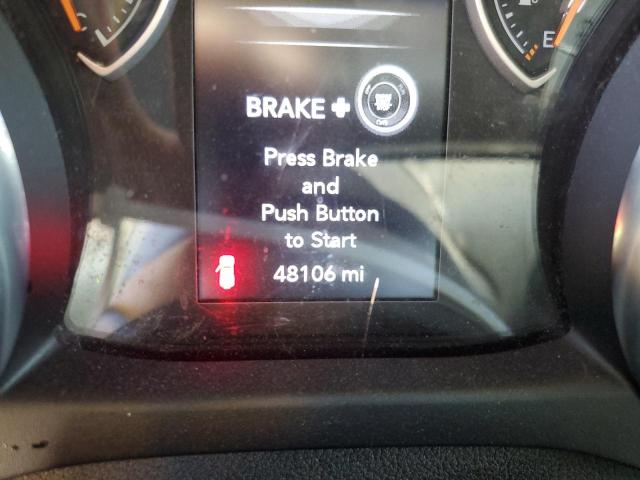 BRAKE +
Press Brake
and
Push Button
to Start
48106 mi
E